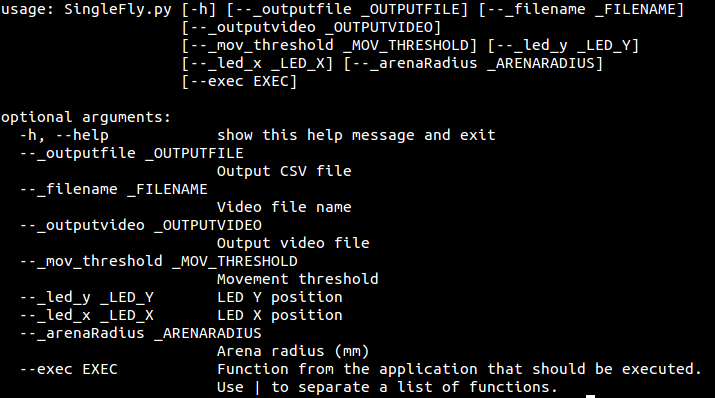 usage: SingleFly.py [-h] [--_outputfile _OUTPUTFILE] [--_filename _FILENAME]
[--_outputvideo _OUTPUTVIDEO]
[--_mov_threshold _MOV_THRESHOLD] [--_led_y _LED_Y]
[--_led_x _LED_X] [--_arenaRadius _ARENARADIUS]
[--exec EXEC]
optional arguments:
-h, --help show this help message and exit
--_outputfile _OUTPUTFILE
Output CSV file
--_filename _FILENAME
Video file name
--_outputvideo _OUTPUTVIDEO
Output video file
--_mov_threshold _MOV_THRESHOLD
Movement threshold
--_led_y _LED_Y LED Y position
--_led_x _LED_X LED X position
--_arenaRadius _ARENARADIUS
Arena radius (mm)
--exec EXEC Function from the application that should be executed.
Use | to separate a list of functions.